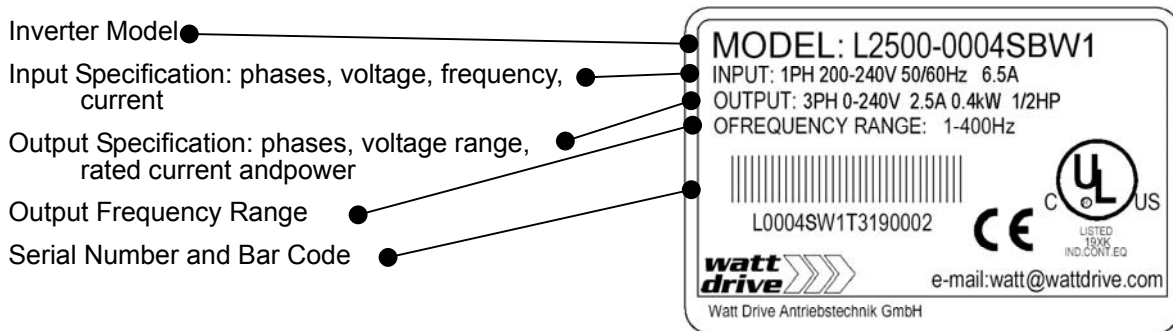 Inverter Model
Input Specification: phases, voltage, frequency,
current
Output Specification: phases, voltage range,
rated current andpower
Output Frequency Range
Serial Number and Bar Code
MODEL: L2500-0004SBW1
INPUT: 1PH 200-240V 50/60Hz 6.5A
OUTPUT: 3PH 0-240V 2.5A 0.4kW 1/2HP
OFREQUENCY RANGE: 1-400Hz
L0004SW1T3190002
CE
C UL US
®
LISTED
19XK
IND.CONT.EQ
watt
drive
e-mail:watt@wattdrive.com
Watt Drive Antriebstechnik GmbH